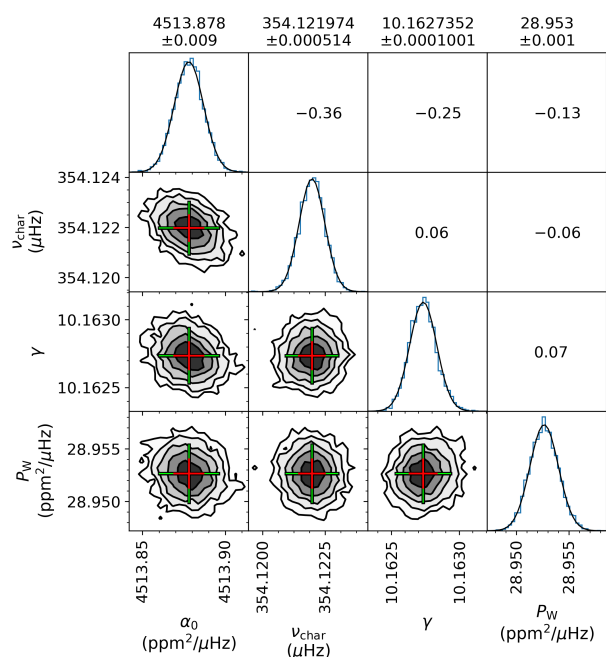 4513.878 354.121974 10.1627352 28.953
±0.009 ±0.000514 ±0.0001001 ±0.001
−0.36 −0.25 −0.13
354.124
354.122
354.120
ν_char
(μHz)
0.06 −0.06
10.1630
10.1625
γ
0.07
28.955
28.950
P_W
(ppm²/μHz)
4513.85 4513.90 354.1200 354.1225 10.1625 10.1630 28.950 28.955
α₀ ν_char γ P_W
(ppm²/μHz) (μHz) (ppm²/μHz)